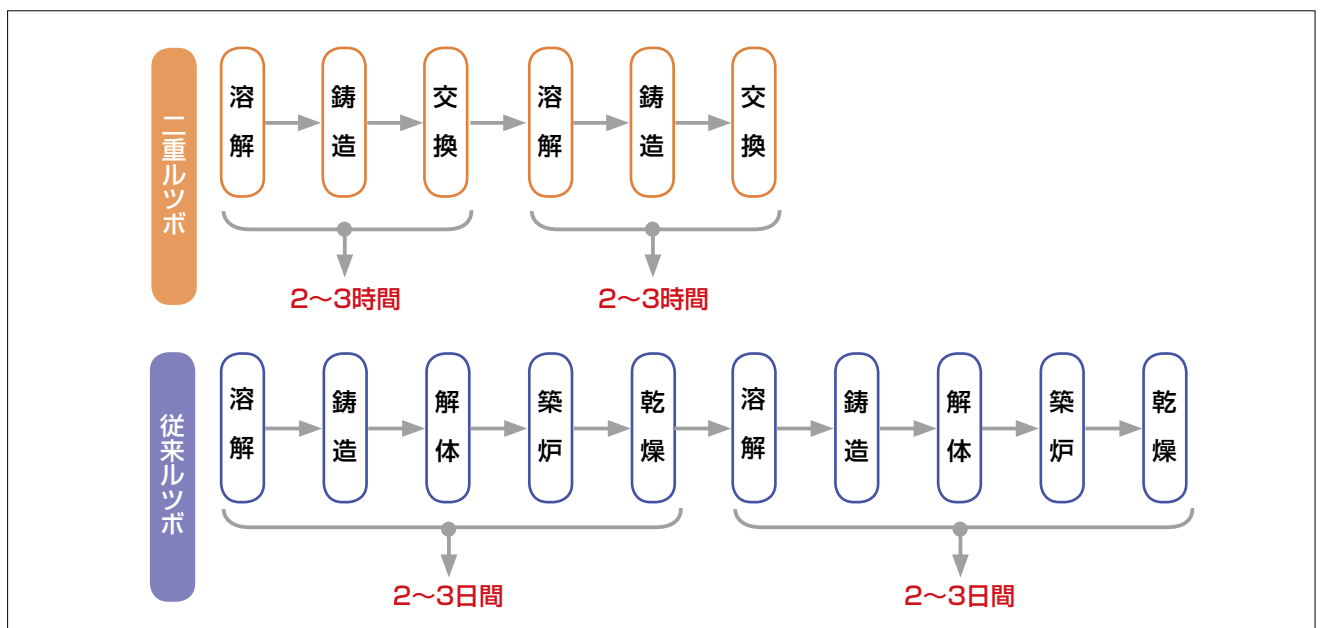 二重ルツボ
溶解
鋳造
交換
溶解
鋳造
交換
2〜3時間
2〜3時間
従来ルツボ
溶解
鋳造
解体
築炉
乾燥
溶解
鋳造
解体
築炉
乾燥
2〜3日間
2〜3日間